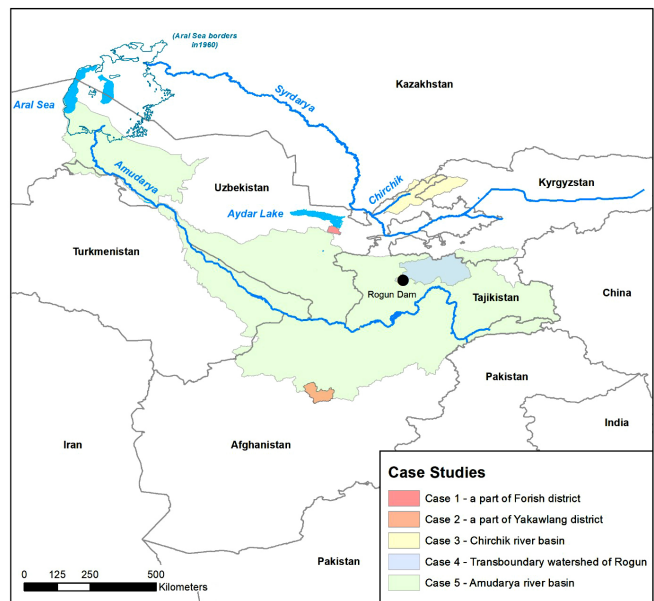 (Aral Sea borders
in1960)
Kazakhstan
Aral Sea
Syrdarya
Amudarya
Chirchik
Kyrgyzstan
Uzbekistan
Aydar Lake
Turkmenistan
Rogun Dam
Tajikistan
China
Pakistan
India
Iran
Afghanistan
Pakistan
Case Studies
Case 1 - a part of Forish district
Case 2 - a part of Yakawlang district
Case 3 - Chirchik river basin
Case 4 - Transboundary watershed of Rogun
Case 5 - Amudarya river basin
0 125 250 500
Kilometers